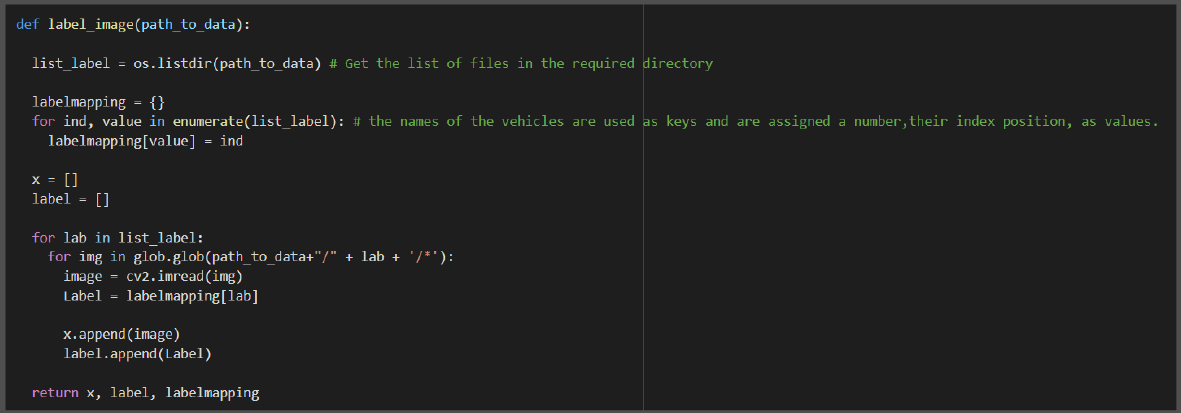 def label_image(path_to_data):
list_label = os.listdir(path_to_data) # Get the list of files in the required directory
labelmapping = {}
for ind, value in enumerate(list_label): # the names of the vehicles are used as keys and are assigned a number,their index position, as values.
labelmapping[value] = ind
x = []
label = []
for lab in list_label:
for img in glob.glob(path_to_data+"/" + lab + '/*'):
image = cv2.imread(img)
Label = labelmapping[lab]
x.append(image)
label.append(Label)
return x, label, labelmapping